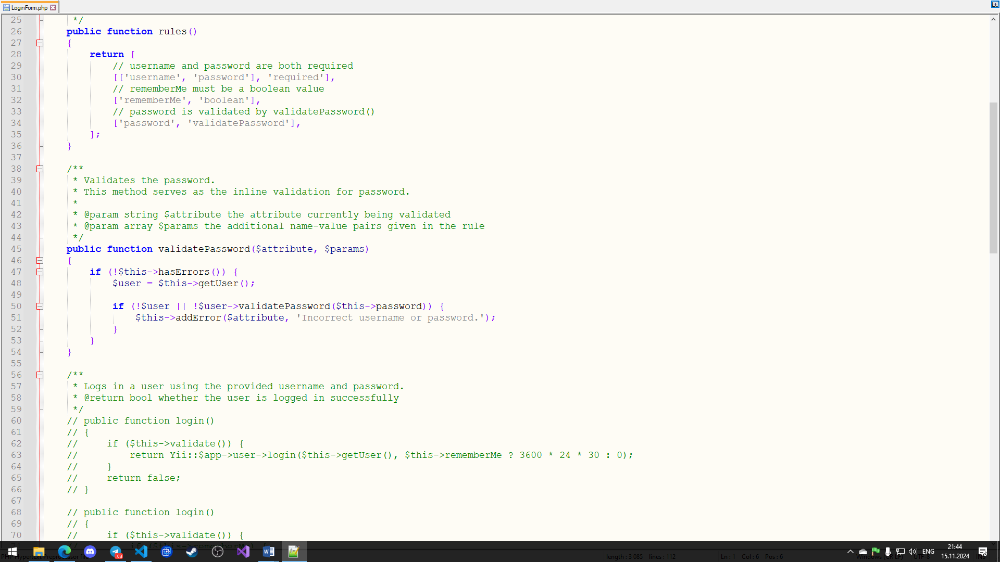 LoginForm.php
25 */
26 public function rules()
27 {
28 return [
29 // username and password are both required
30 [['username', 'password'], 'required'],
31 // rememberMe must be a boolean value
32 ['rememberMe', 'boolean'],
33 // password is validated by validatePassword()
34 ['password', 'validatePassword'],
35 ];
36 }
37
38 /**
39 * Validates the password.
40 * This method serves as the inline validation for password.
41 *
42 * @param string $attribute the attribute currently being validated
43 * @param array $params the additional name-value pairs given in the rule
44 */
45 public function validatePassword($attribute, $params)
46 {
47 if (!$this->hasErrors()) {
48 $user = $this->getUser();
49
50 if (!$user || !$user->validatePassword($this->password)) {
51 $this->addError($attribute, 'Incorrect username or password.');
52 }
53 }
54 }
55
56 /**
57 * Logs in a user using the provided username and password.
58 * @return bool whether the user is logged in successfully
59 */
60 // public function login()
61 // {
62 // if ($this->validate()) {
63 // return Yii::$app->user->login($this->getUser(), $this->rememberMe ? 3600 * 24 * 30 : 0);
64 // }
65 // return false;
66 // }
67
68 // public function login()
69 // {
70 // if ($this->validate()) {
71 // if ($this->rememberMe)
PHP Hypertext Preprocessor file
length : 3 085 lines : 112
Ln : 1 Col : 6 Pos : 6
Windows (CR LF)
UTF-8
INS
.03
ENG
21:44
15.11.2024